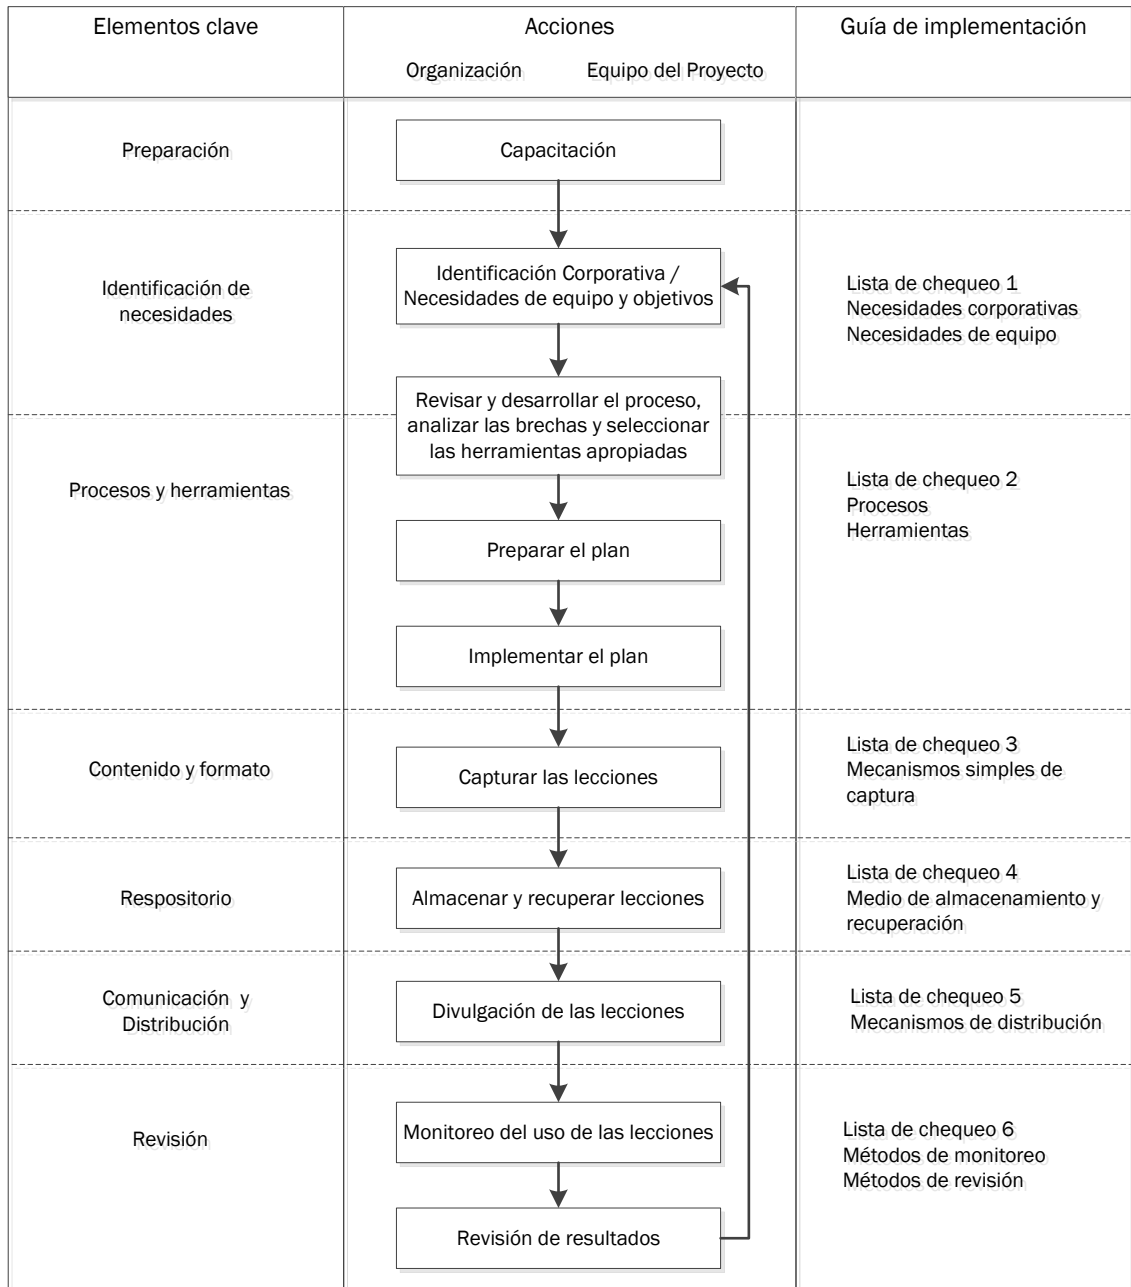 Elementos clave
Acciones
Guía de implementación
Organización
Equipo del Proyecto
Preparación
Capacitación
Identificación de
necesidades
Identificación Corporativa /
Necesidades de equipo y objetivos
Lista de chequeo 1
Necesidades corporativas
Necesidades de equipo
Revisar y desarrollar el proceso,
analizar las brechas y seleccionar
las herramientas apropiadas
Procesos y herramientas
Lista de chequeo 2
Procesos
Herramientas
Preparar el plan
Implementar el plan
Contenido y formato
Capturar las lecciones
Lista de chequeo 3
Mecanismos simples de
captura
Respositorio
Almacenar y recuperar lecciones
Lista de chequeo 4
Medio de almacenamiento y
recuperación
Comunicación y
Distribución
Divulgación de las lecciones
Lista de chequeo 5
Mecanismos de distribución
Revisión
Monitoreo del uso de las lecciones
Lista de chequeo 6
Métodos de monitoreo
Métodos de revisión
Revisión de resultados